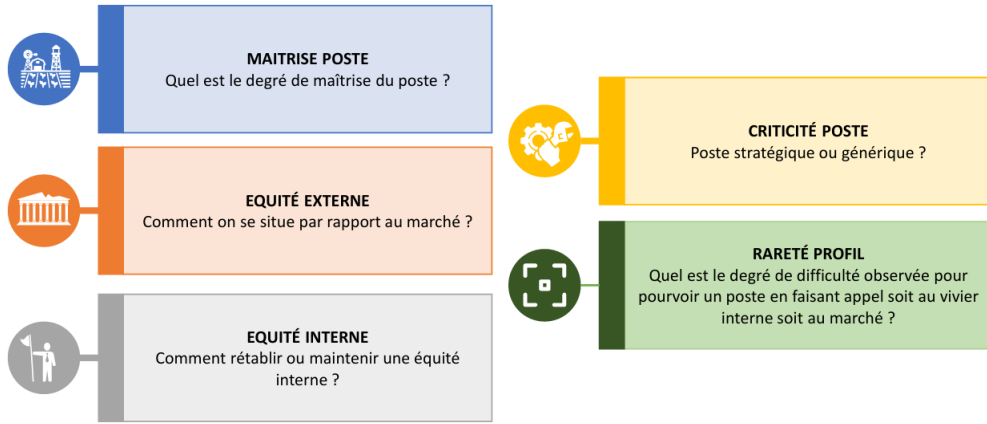 MAITRISE POSTE
Quel est le degré de maîtrise du poste ?
EQUITÉ EXTERNE
Comment on se situe par rapport au marché ?
EQUITÉ INTERNE
Comment rétablir ou maintenir une équité
interne ?
CRITICITÉ POSTE
Poste stratégique ou générique ?
RARETÉ PROFIL
Quel est le degré de difficulté observée pour
pourvoir un poste en faisant appel soit au vivier
interne soit au marché ?